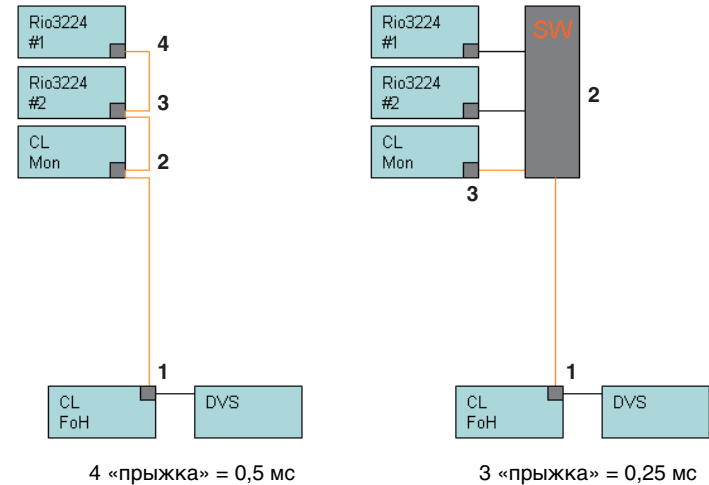 Rio3224
#1
4
Rio3224
#2
3
CL
Mon
2
1
CL
FoH
DVS
4 «прыжка» = 0,5 мс
Rio3224
#1
SW
Rio3224
#2
2
CL
Mon
3
1
CL
FoH
DVS
3 «прыжка» = 0,25 мс